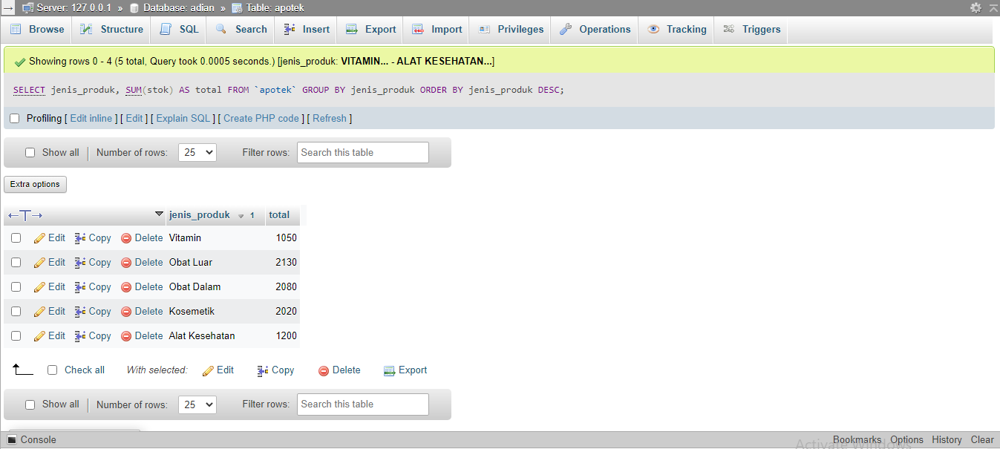 Server: 127.0.0.1 » Database: adian » Table: apotek
Browse Structure SQL Search Insert Export Import Privileges Operations Tracking Triggers
Showing rows 0 - 4 (5 total, Query took 0.0005 seconds.) [jenis_produk: VITAMIN... - ALAT KESEHATAN...]
SELECT jenis_produk, SUM(stok) AS total FROM `apotek` GROUP BY jenis_produk ORDER BY jenis_produk DESC;
Profiling [ Edit inline ] [ Edit ] [ Explain SQL ] [ Create PHP code ] [ Refresh ]
Show all | Number of rows: 25 Filter rows: Search this table
Extra options
←T→ jenis_produk 1 total
Edit Copy Delete Vitamin 1050
Edit Copy Delete Obat Luar 2130
Edit Copy Delete Obat Dalam 2080
Edit Copy Delete Kosemetik 2020
Edit Copy Delete Alat Kesehatan 1200
Check all With selected: Edit Copy Delete Export
Show all | Number of rows: 25 Filter rows: Search this table
Console Bookmarks Options History Clear
Activate Windows